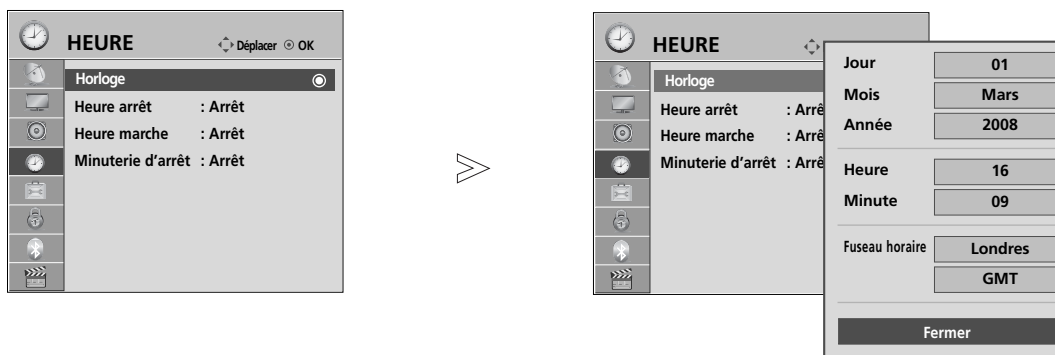 HEURE Déplacer OK
Horloge
Heure arrêt : Arrêt
Heure marche : Arrêt
Minuterie d’arrêt : Arrêt
HEURE
Horloge
Heure arrêt : Arrê
Heure marche : Arrê
Minuterie d’arrêt : Arrê
Jour 01
Mois Mars
Année 2008
Heure 16
Minute 09
Fuseau horaire Londres
GMT
Fermer